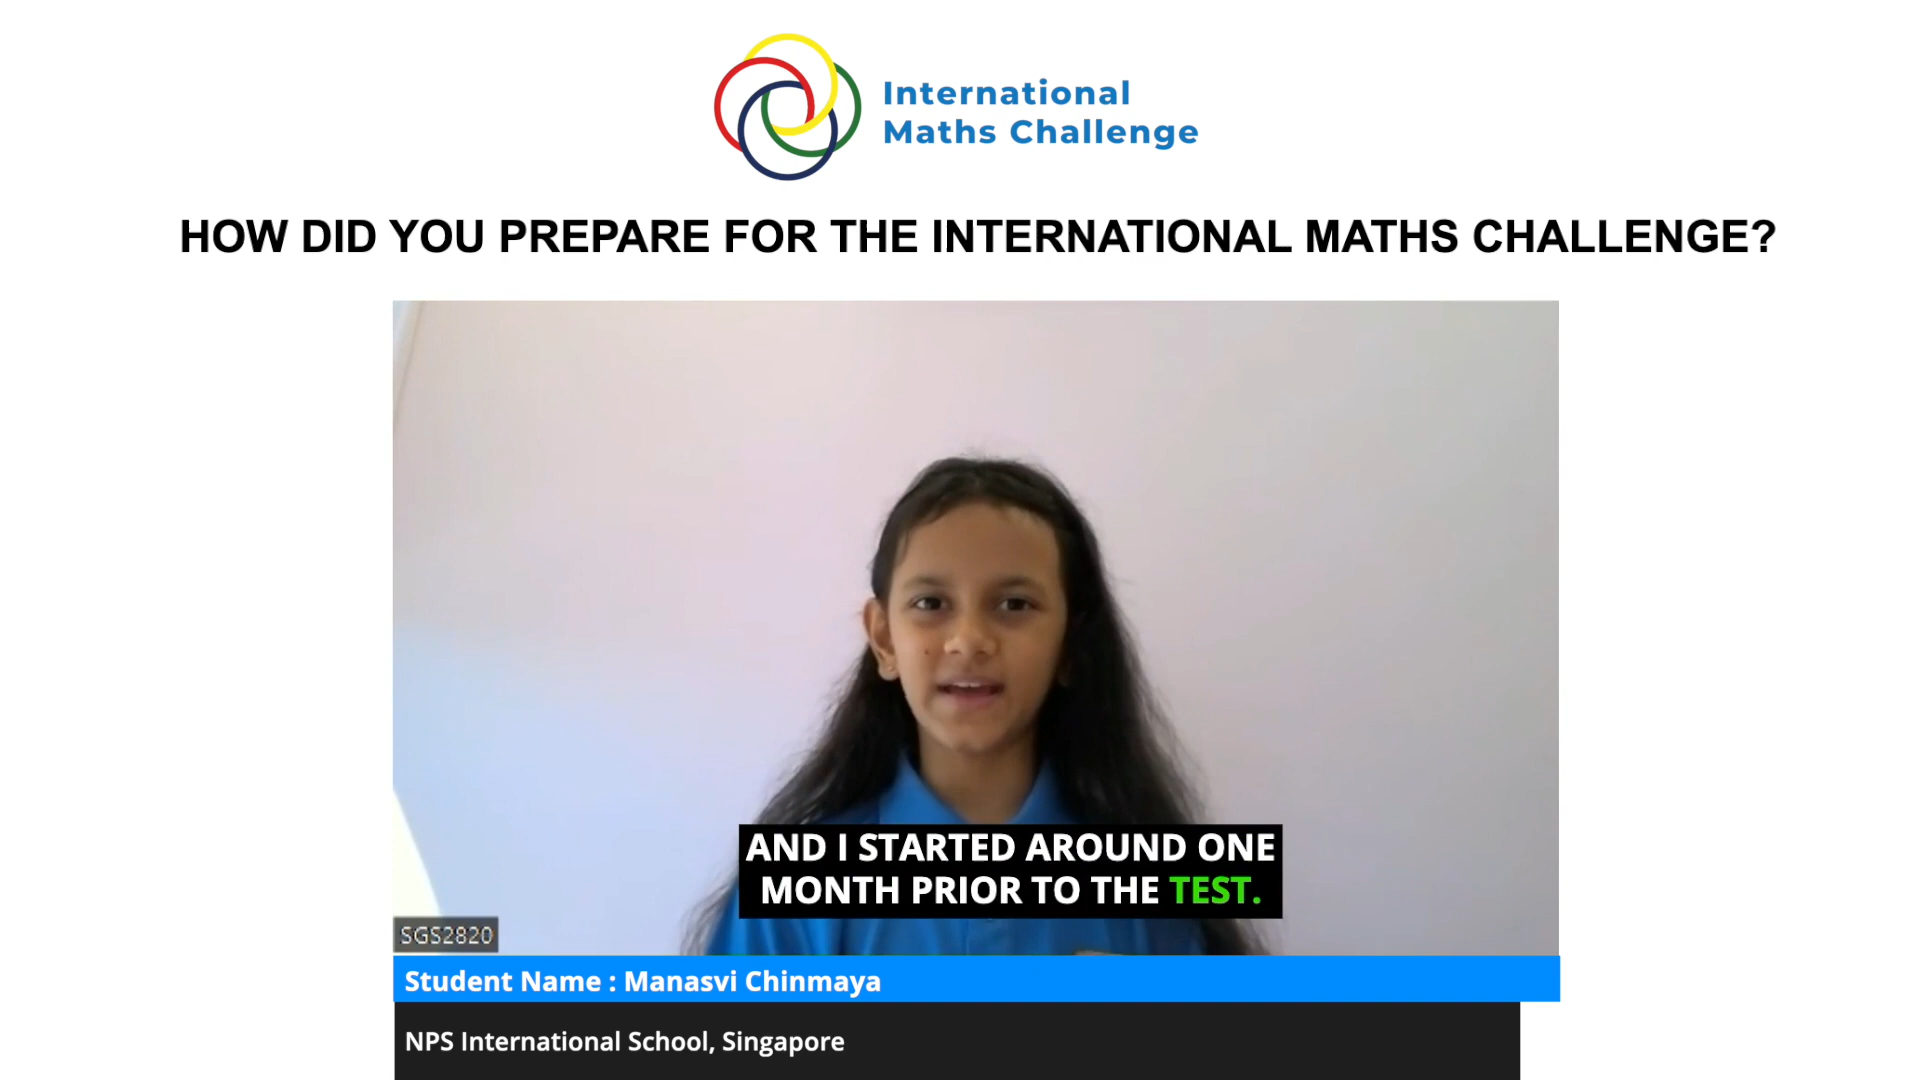 International
Maths Challenge
HOW DID YOU PREPARE FOR THE INTERNATIONAL MATHS CHALLENGE?
AND I STARTED AROUND ONE
MONTH PRIOR TO THE TEST.
SGS2820
Student Name : Manasvi Chinmaya
NPS International School, Singapore